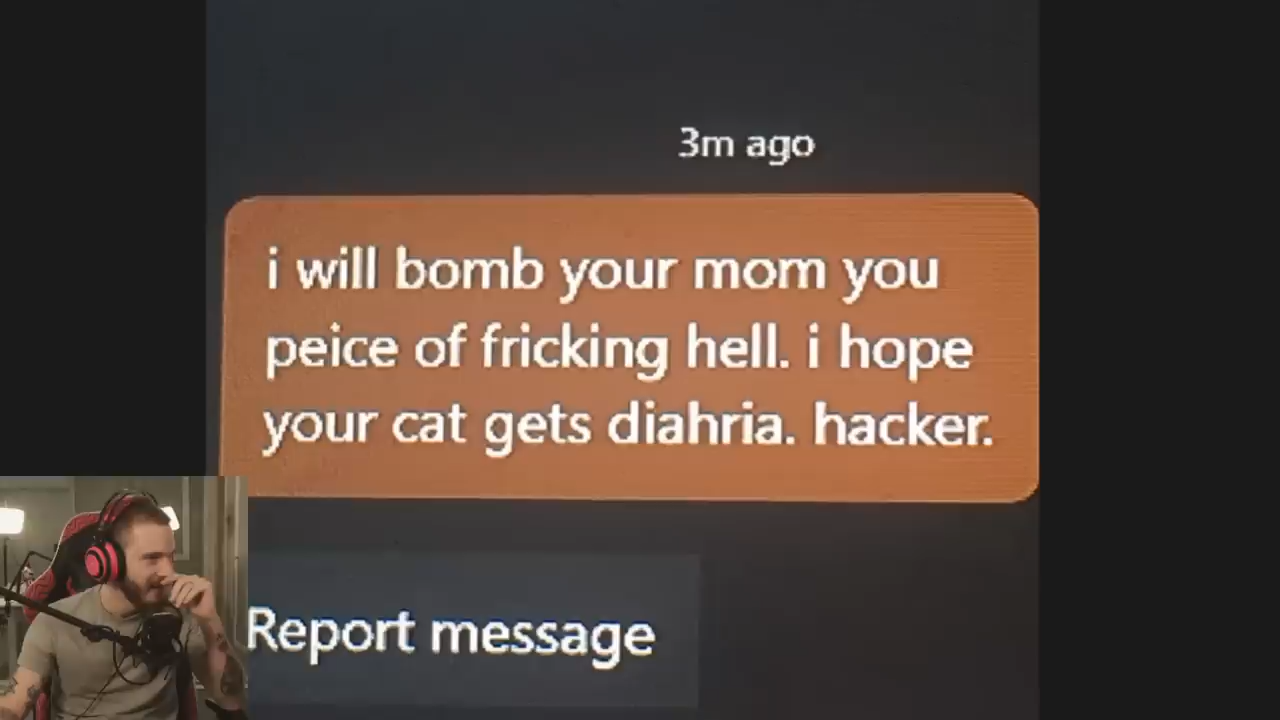 3m ago
i will bomb your mom you
peice of fricking hell. i hope
your cat gets diahria. hacker.
Report message